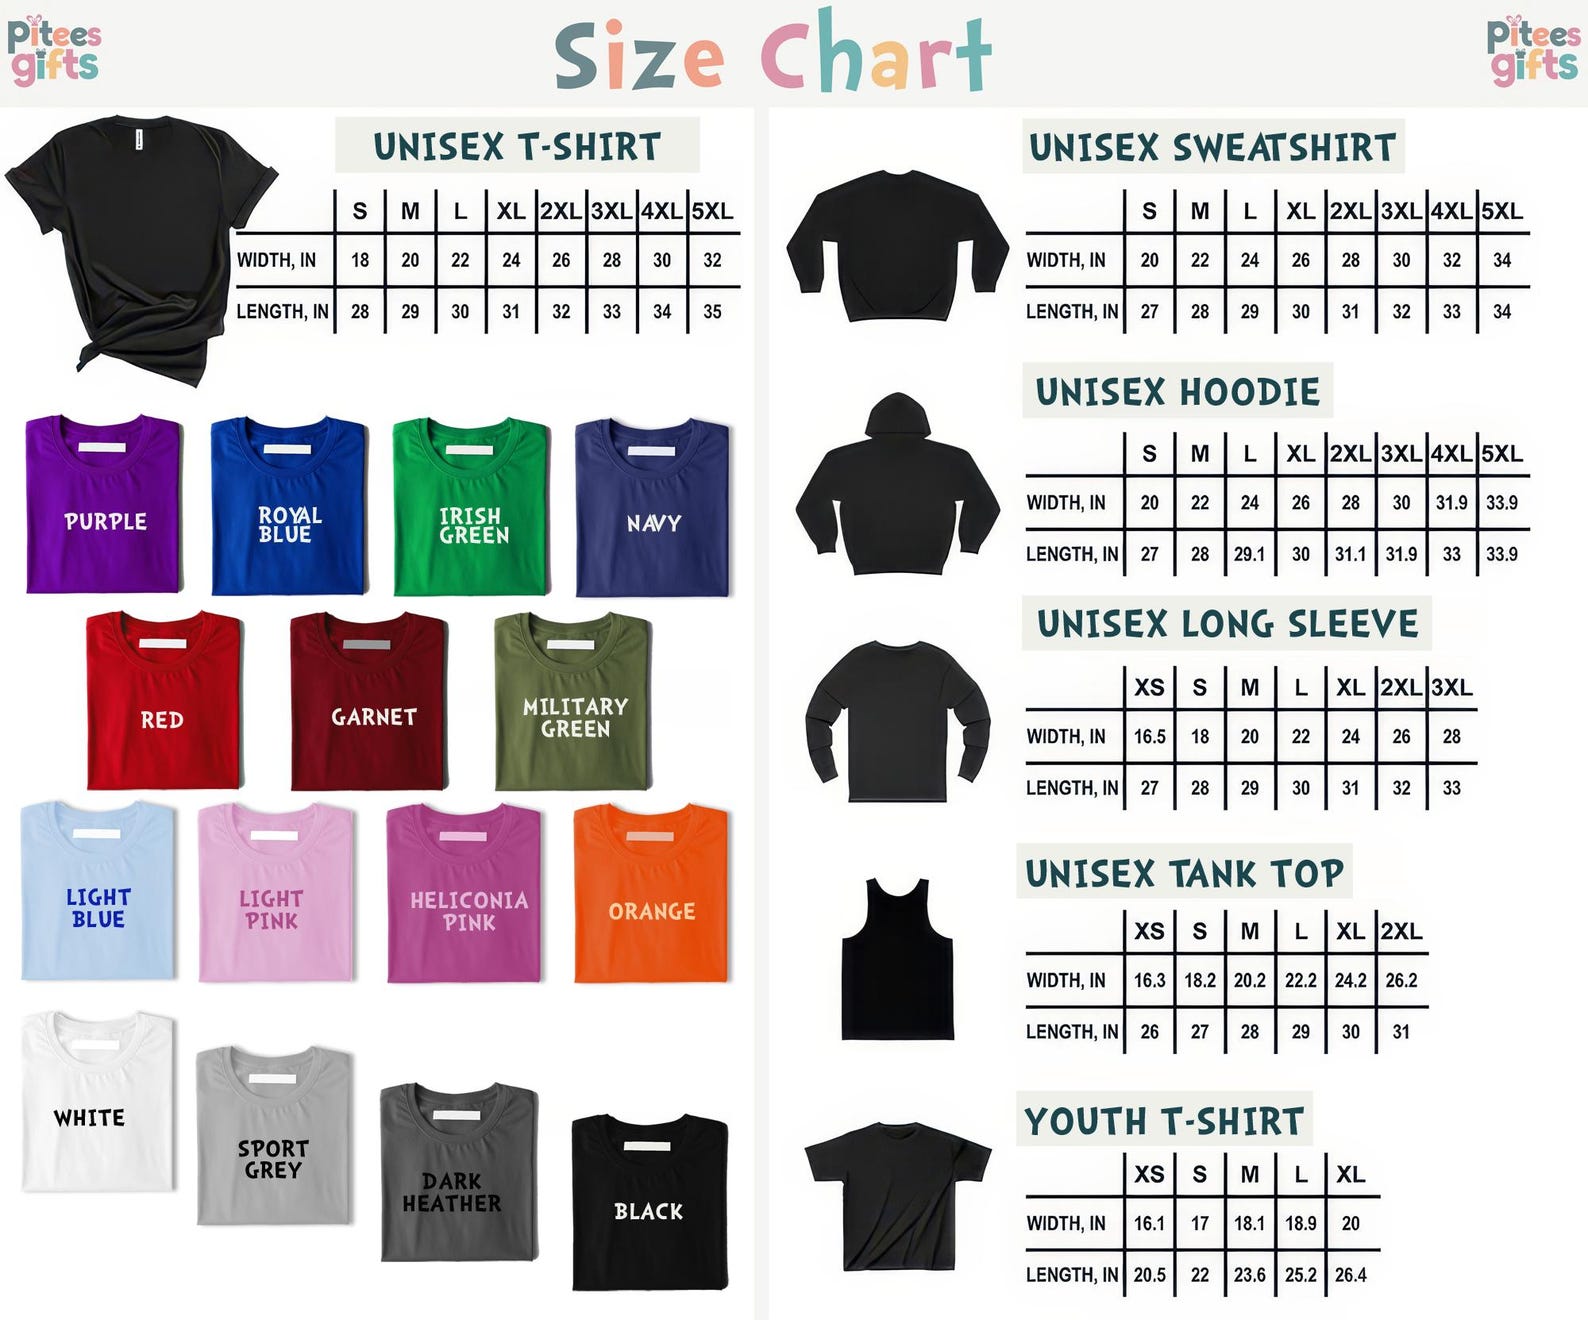 Pitees
gifts
Size Chart
Pitees
gifts
UNISEX T-SHIRT
S M L XL 2XL 3XL 4XL 5XL
WIDTH, IN 18 20 22 24 26 28 30 32
LENGTH, IN 28 29 30 31 32 33 34 35
PURPLE
ROYAL
BLUE
IRISH
GREEN
NAVY
RED
GARNET
MILITARY
GREEN
LIGHT
BLUE
LIGHT
PINK
HELICONIA
PINK
ORANGE
WHITE
SPORT
GREY
DARK
HEATHER
BLACK
UNISEX SWEATSHIRT
S M L XL 2XL 3XL 4XL 5XL
WIDTH, IN 20 22 24 26 28 30 32 34
LENGTH, IN 27 28 29 30 31 32 33 34
UNISEX HOODIE
S M L XL 2XL 3XL 4XL 5XL
WIDTH, IN 20 22 24 26 28 30 31.9 33.9
LENGTH, IN 27 28 29.1 30 31.1 31.9 33 33.9
UNISEX LONG SLEEVE
XS S M L XL 2XL 3XL
WIDTH, IN 16.5 18 20 22 24 26 28
LENGTH, IN 27 28 29 30 31 32 33
UNISEX TANK TOP
XS S M L XL 2XL
WIDTH, IN 16.3 18.2 20.2 22.2 24.2 26.2
LENGTH, IN 26 27 28 29 30 31
YOUTH T-SHIRT
XS S M L XL
WIDTH, IN 16.1 17 18.1 18.9 20
LENGTH, IN 20.5 22 23.6 25.2 26.4